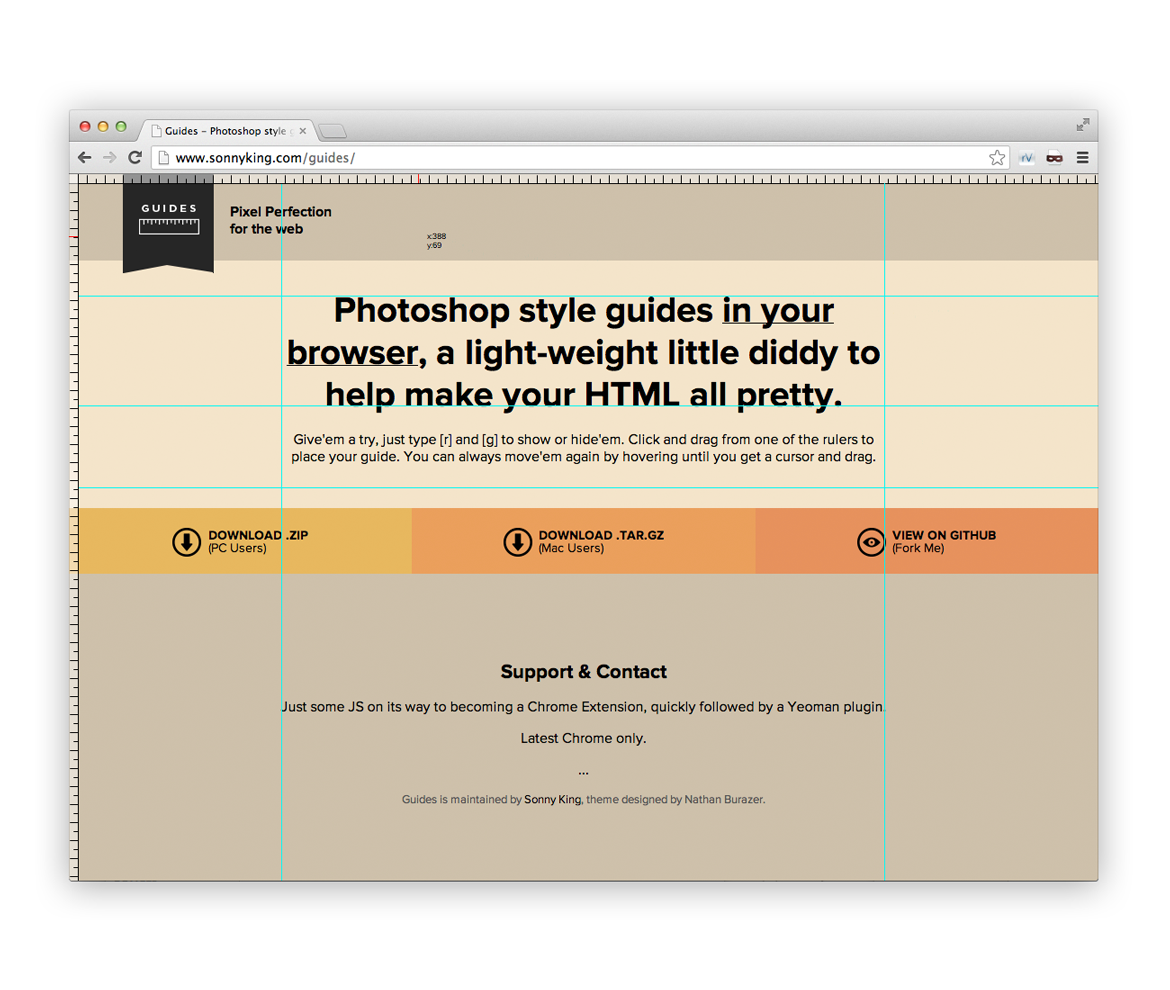 Guides – Photoshop style g
www.sonnyking.com/guides/
GUIDES
Pixel Perfection
for the web
x:388
y:69
Photoshop style guides in your
browser, a light-weight little diddy to
help make your HTML all pretty.
Give'em a try, just type [r] and [g] to show or hide'em. Click and drag from one of the rulers to
place your guide. You can always move'em again by hovering until you get a cursor and drag.
DOWNLOAD .ZIP
(PC Users)
DOWNLOAD .TAR.GZ
(Mac Users)
VIEW ON GITHUB
(Fork Me)
Support & Contact
Just some JS on its way to becoming a Chrome Extension, quickly followed by a Yeoman plugin.
Latest Chrome only.
...
Guides is maintained by Sonny King, theme designed by Nathan Burazer.